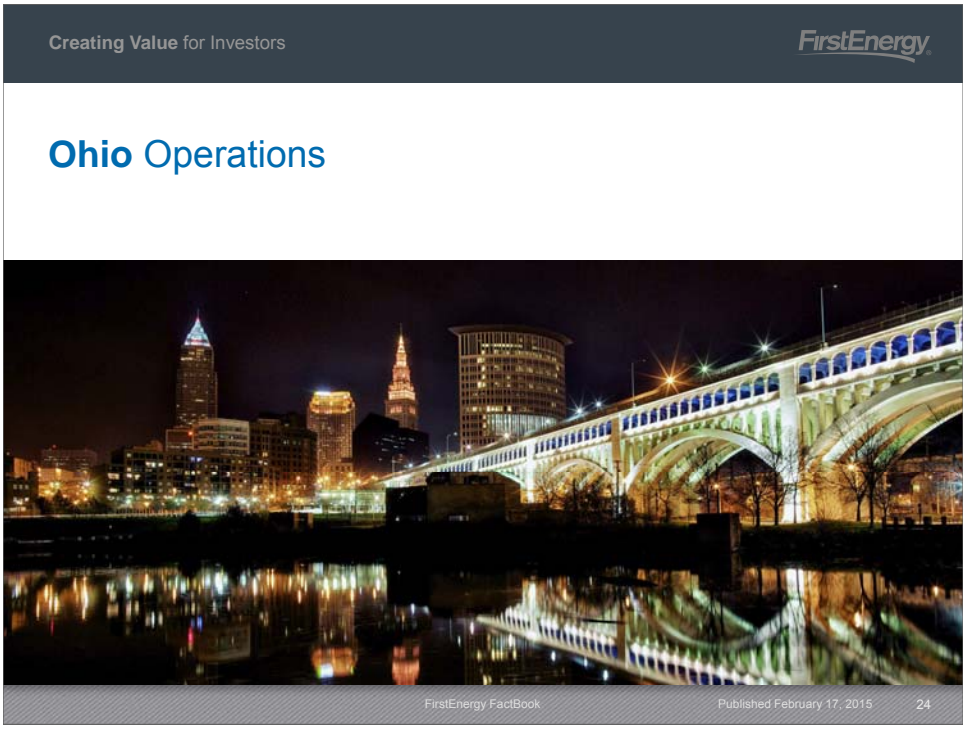 Creating Value for Investors
FirstEnergy®
Ohio Operations
FirstEnergy FactBook Published February 17, 2015 24